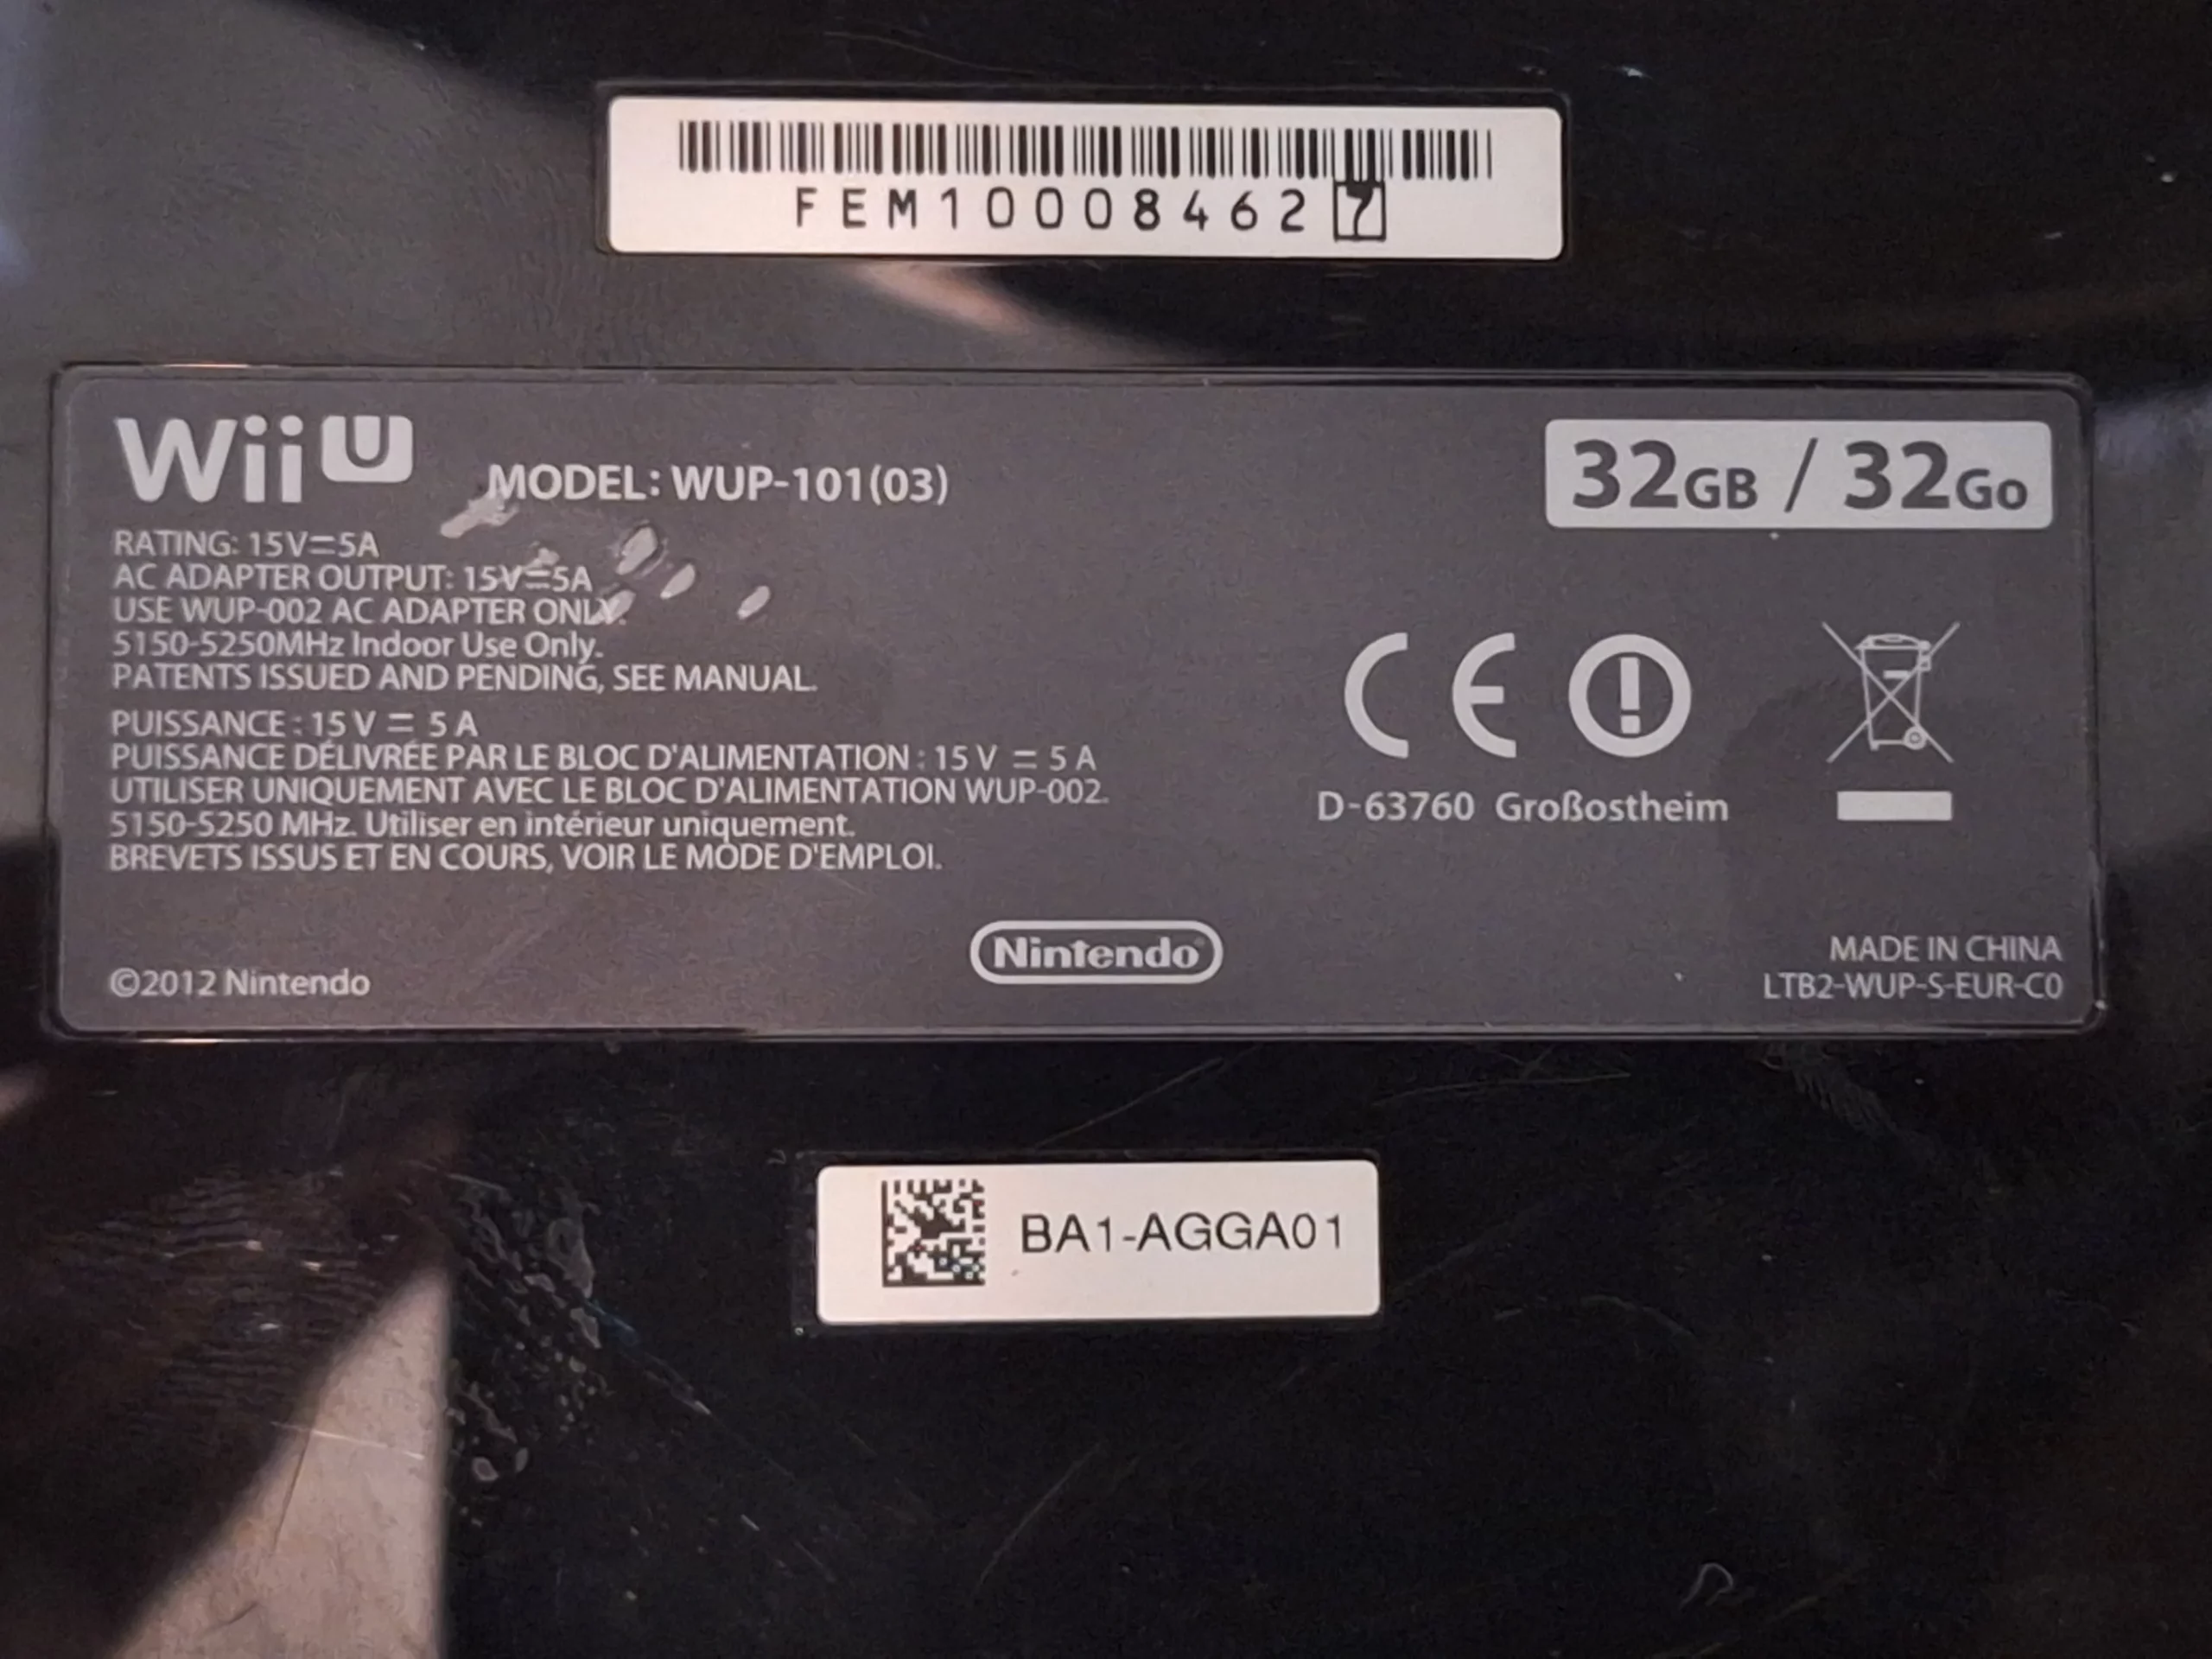 FEM100084627
Wii U
MODEL: WUP-101(03)
32GB / 32Go
RATING: 15V⎓5A
AC ADAPTER OUTPUT: 15V⎓5A
USE WUP-002 AC ADAPTER ONLY.
5150-5250MHz Indoor Use Only.
PATENTS ISSUED AND PENDING, SEE MANUAL.
PUISSANCE : 15 V ⎓ 5 A
PUISSANCE DÉLIVRÉE PAR LE BLOC D'ALIMENTATION : 15 V ⎓ 5 A
UTILISER UNIQUEMENT AVEC LE BLOC D'ALIMENTATION WUP-002.
5150-5250 MHz. Utiliser en intérieur uniquement.
BREVETS ISSUS ET EN COURS, VOIR LE MODE D'EMPLOI.
CE
D-63760 Großostheim
©2012 Nintendo
Nintendo
MADE IN CHINA
LTB2-WUP-S-EUR-C0
BA1-AGGA01